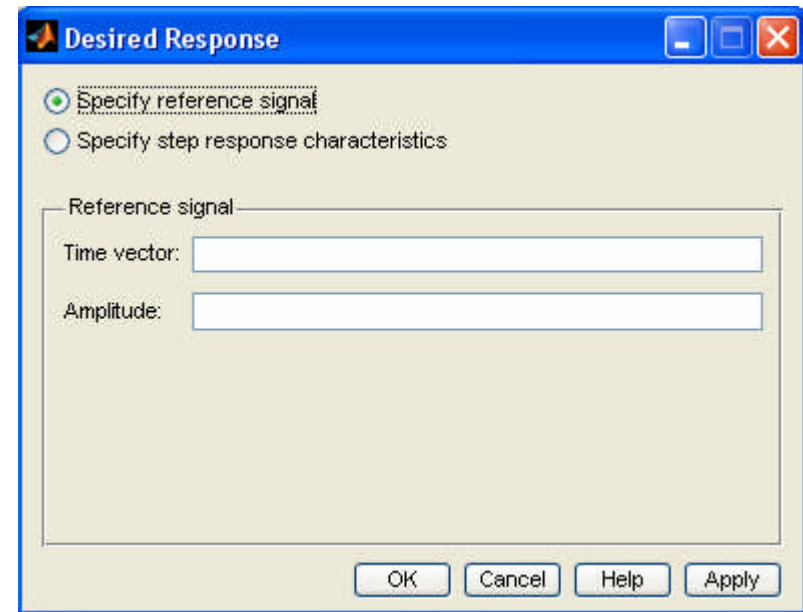 Desired Response
Specify reference signal
Specify step response characteristics
Reference signal
Time vector:
Amplitude:
OK Cancel Help Apply